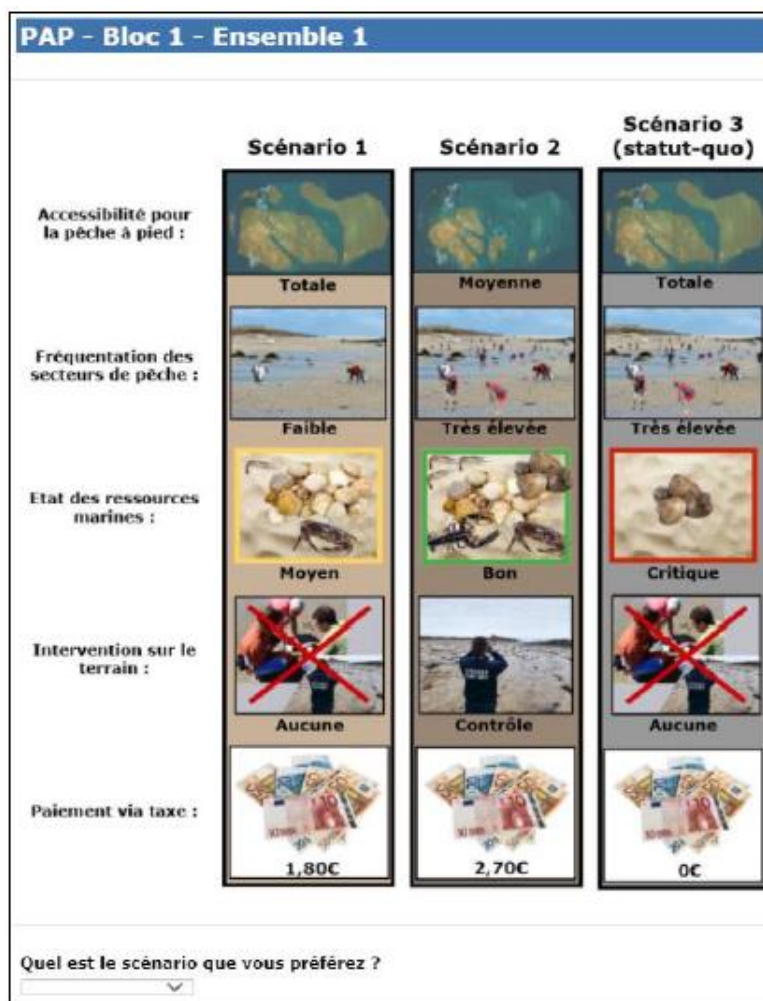 PAP - Bloc 1 - Ensemble 1
Scénario 1
Scénario 2
Scénario 3
(statut-quo)
Accessibilité pour
la pêche à pied :
Totale
Moyenne
Totale
Fréquentation des
secteurs de pêche :
Faible
Très élevée
Très élevée
Etat des ressources
marines :
Moyen
Bon
Critique
Intervention sur le
terrain :
Aucune
Contrôle
Aucune
Paiement via taxe :
1,80€
2,70€
0€
Quel est le scénario que vous préférez ?